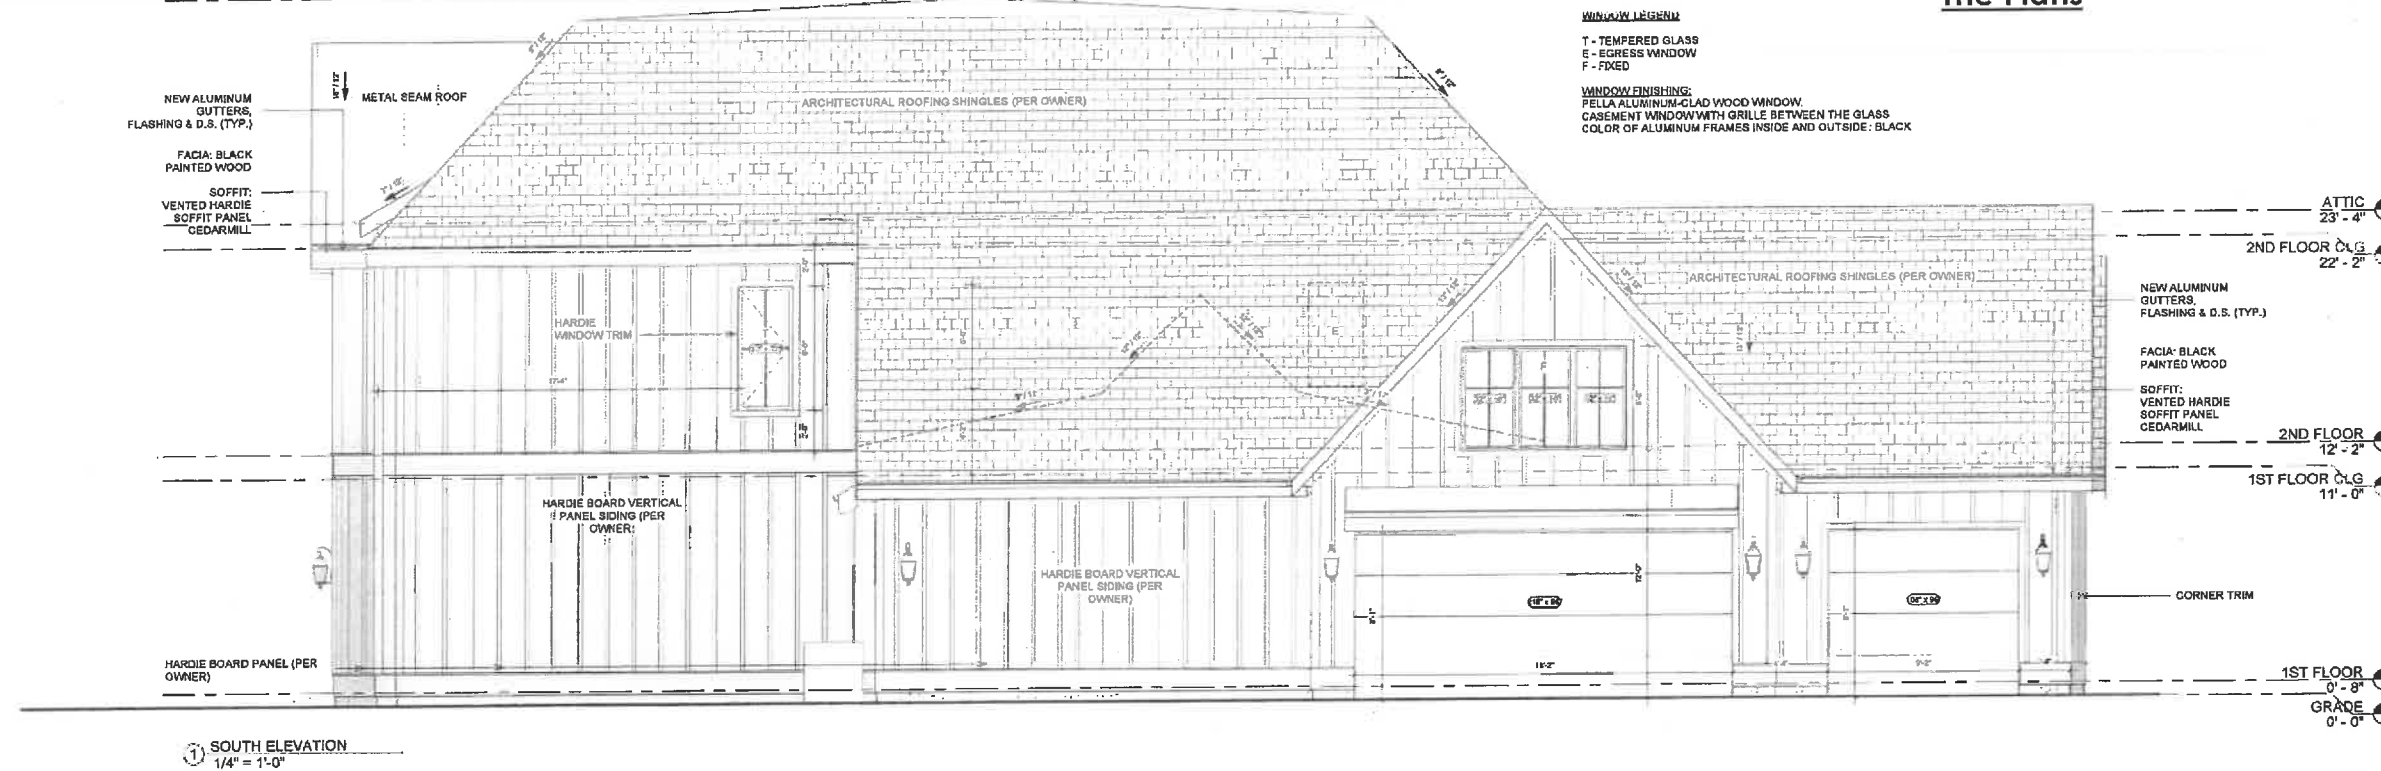 The Plans
WINDOW LEGEND
T - TEMPERED GLASS
E - EGRESS WINDOW
F - FIXED
WINDOW FINISHING:
PELLA ALUMINUM-CLAD WOOD WINDOW.
CASEMENT WINDOW WITH GRILLE BETWEEN THE GLASS
COLOR OF ALUMINUM FRAMES INSIDE AND OUTSIDE: BLACK
METAL SEAM ROOF
ARCHITECTURAL ROOFING SHINGLES (PER OWNER)
NEW ALUMINUM
GUTTERS,
FLASHING & D.S. (TYP.)
FACIA: BLACK
PAINTED WOOD
SOFFIT:
VENTED HARDIE
SOFFIT PANEL
CEDARMILL
ATTIC
23' - 4"
2ND FLOOR CLG
22' - 2"
ARCHITECTURAL ROOFING SHINGLES (PER OWNER)
NEW ALUMINUM
GUTTERS,
FLASHING & D.S. (TYP.)
FACIA: BLACK
PAINTED WOOD
SOFFIT:
VENTED HARDIE
SOFFIT PANEL
CEDARMILL
HARDIE
WINDOW TRIM
E
F
2ND FLOOR
12' - 2"
1ST FLOOR CLG
11' - 0"
HARDIE BOARD VERTICAL
PANEL SIDING (PER
OWNER)
HARDIE BOARD VERTICAL
PANEL SIDING (PER
OWNER)
CORNER TRIM
HARDIE BOARD PANEL (PER
OWNER)
1ST FLOOR
0' - 8"
GRADE
0' - 0"
1 SOUTH ELEVATION
1/4" = 1'-0"